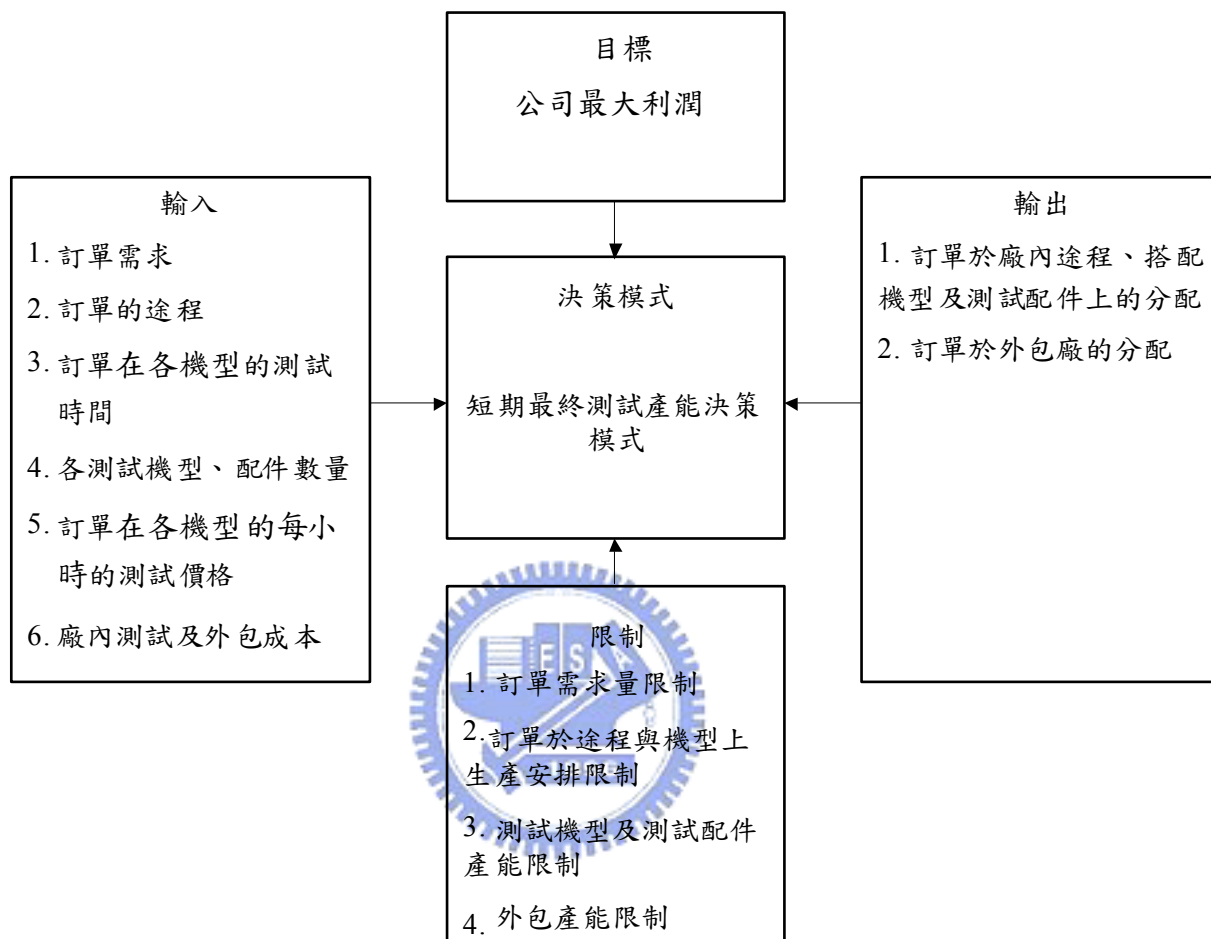 目標
公司最大利潤
輸入
1. 訂單需求
2. 訂單的途程
3. 訂單在各機型的測試
時間
4. 各測試機型、配件數量
5. 訂單在各機型的每小
時的測試價格
6. 廠內測試及外包成本
決策模式
短期最終測試產能決策
模式
輸出
1. 訂單於廠內途程、搭配
機型及測試配件上的分配
2. 訂單於外包廠的分配
限制
1. 訂單需求量限制
2.訂單於途程與機型上
生產安排限制
3. 測試機型及測試配件
產能限制
4. 外包產能限制
E S A